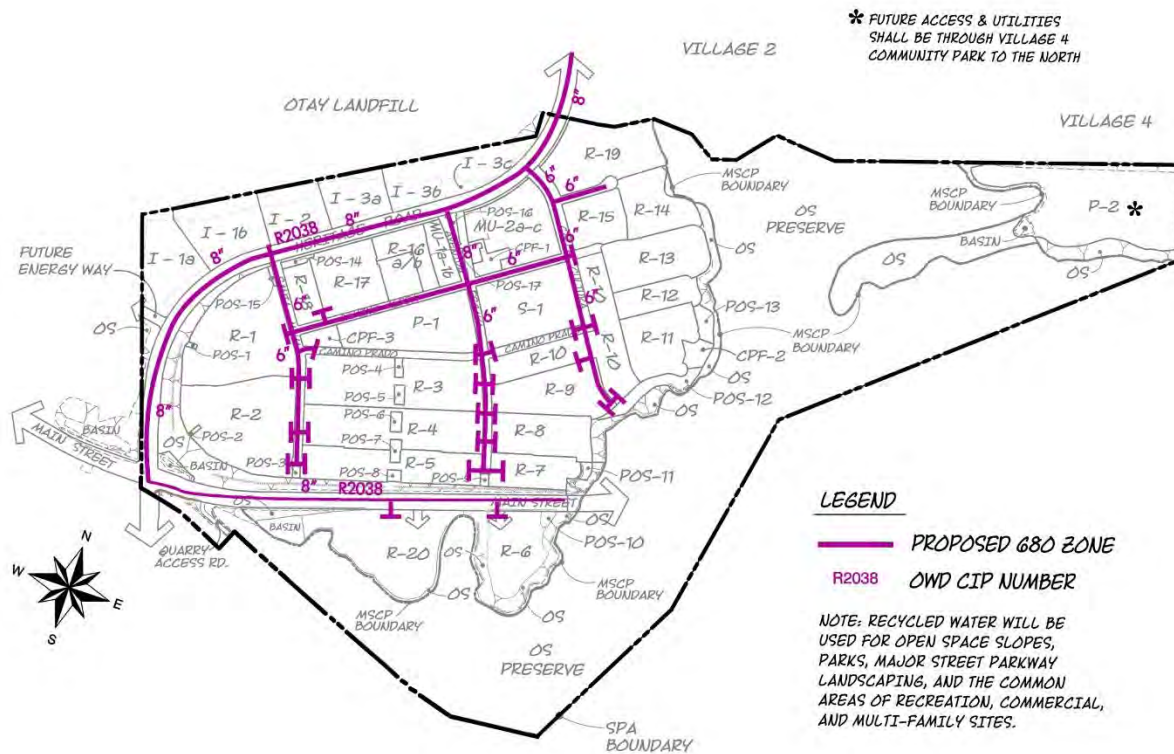 * FUTURE ACCESS & UTILITIES
SHALL BE THROUGH VILLAGE 4
COMMUNITY PARK TO THE NORTH
VILLAGE 2
OTAY LANDFILL
VILLAGE 4
8"
I-3c
R-19
MSCP
BOUNDARY
MSCP
BOUNDARY
P-2 *
I-3b
I-3a
I-2
I-1b
I-1a
8"
R2038
8"
HERITAGE
ROAD
6"
6"
POS-16
MU-2a-c
R-15
R-14
OS
PRESERVE
BASIN
OS
OS
OS
FUTURE
ENERGY WAY
POS-14
R-16
a/b
MU-1a-1b
8"
CPF-1
6"
6"
R-13
R-17
R-18
POS-15
POS-17
R-10
R-12
POS-13
OS
6"
6"
S-1
6"
R-1
P-1
R-11
MSCP
BOUNDARY
POS-1
6"
CPF-3
CAMINO PRADO
CAMINO PRADO
R-10
R-10
CPF-2
OS
POS-4
R-3
R-9
POS-12
POS-5
OS
8"
R-2
POS-6
R-4
R-8
BASIN
MAIN STREET
POS-2
POS-7
OS
BASIN
POS-3
R-5
R-7
POS-8
POS-11
8"
R2038
MAIN STREET
OS
OS
BASIN
POS-10
QUARRY
ACCESS RD.
R-20
OS
R-6
MSCP
BOUNDARY
MSCP
BOUNDARY
OS
OS
OS
PRESERVE
SPA
BOUNDARY
N
W
E
S
LEGEND
PROPOSED 680 ZONE
R2038 OWD CIP NUMBER
NOTE: RECYCLED WATER WILL BE
USED FOR OPEN SPACE SLOPES,
PARKS, MAJOR STREET PARKWAY
LANDSCAPING, AND THE COMMON
AREAS OF RECREATION, COMMERCIAL,
AND MULTI-FAMILY SITES.